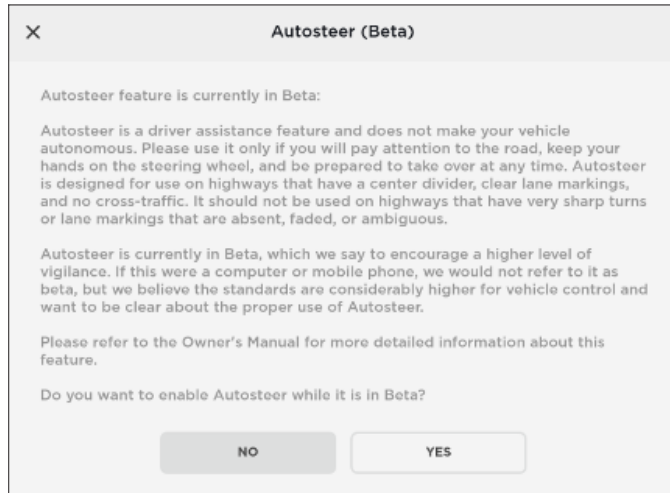 Autosteer (Beta)
Autosteer feature is currently in Beta:
Autosteer is a driver assistance feature and does not make your vehicle
autonomous. Please use it only if you will pay attention to the road, keep your
hands on the steering wheel, and be prepared to take over at any time. Autosteer
is designed for use on highways that have a center divider, clear lane markings,
and no cross-traffic. It should not be used on highways that have very sharp turns
or lane markings that are absent, faded, or ambiguous.
Autosteer is currently in Beta, which we say to encourage a higher level of
vigilance. If this were a computer or mobile phone, we would not refer to it as
beta, but we believe the standards are considerably higher for vehicle control and
want to be clear about the proper use of Autosteer.
Please refer to the Owner's Manual for more detailed information about this
feature.
Do you want to enable Autosteer while it is in Beta?
NO
YES